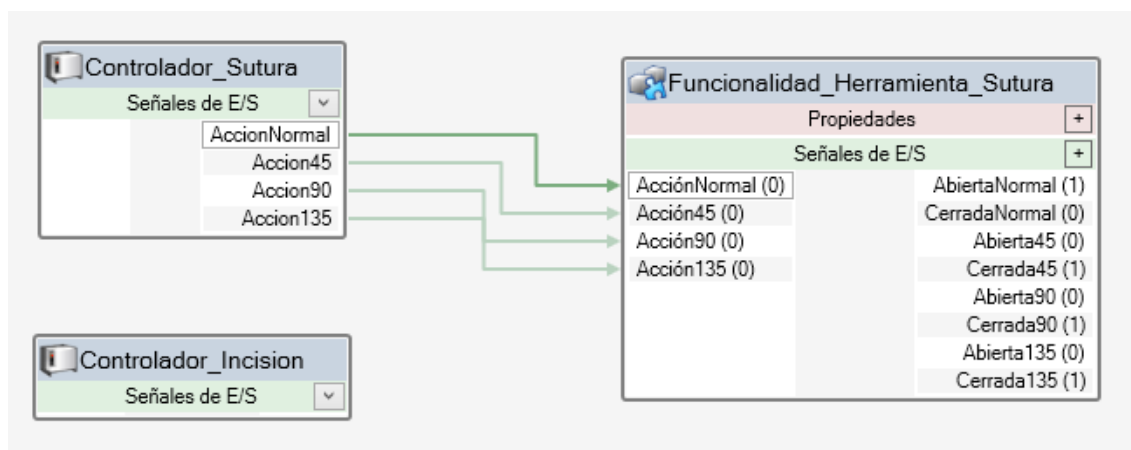 Controlador_Sutura
Señales de E/S
AccionNormal
Accion45
Accion90
Accion135
Funcionalidad_Herramienta_Sutura
Propiedades +
Señales de E/S +
AcciónNormal (0) AbiertaNormal (1)
Acción45 (0) CerradaNormal (0)
Acción90 (0) Abierta45 (0)
Acción135 (0) Cerrada45 (1)
Abierta90 (0)
Cerrada90 (1)
Abierta135 (0)
Cerrada135 (1)
Controlador_Incision
Señales de E/S